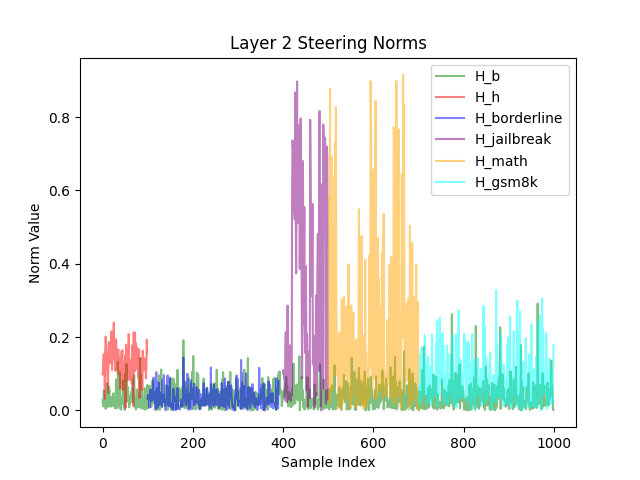 Layer 2 Steering Norms
H_b
H_h
H_borderline
H_jailbreak
H_math
H_gsm8k
Norm Value
0.8
0.6
0.4
0.2
0.0
0
200
400
600
800
1000
Sample Index